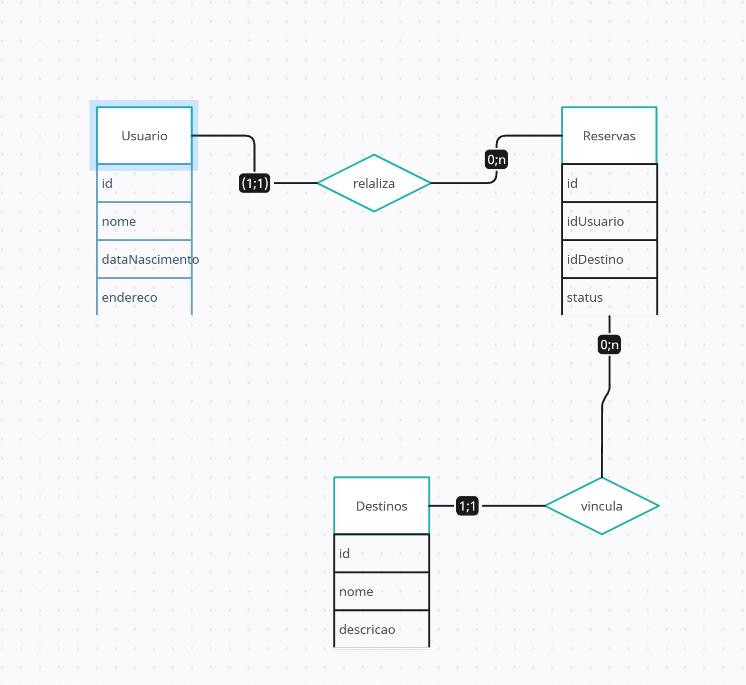 Usuario
id
nome
dataNascimento
endereco
(1;1)
relaliza
0;n
Reservas
id
idUsuario
idDestino
status
0;n
vincula
1;1
Destinos
id
nome
descricao